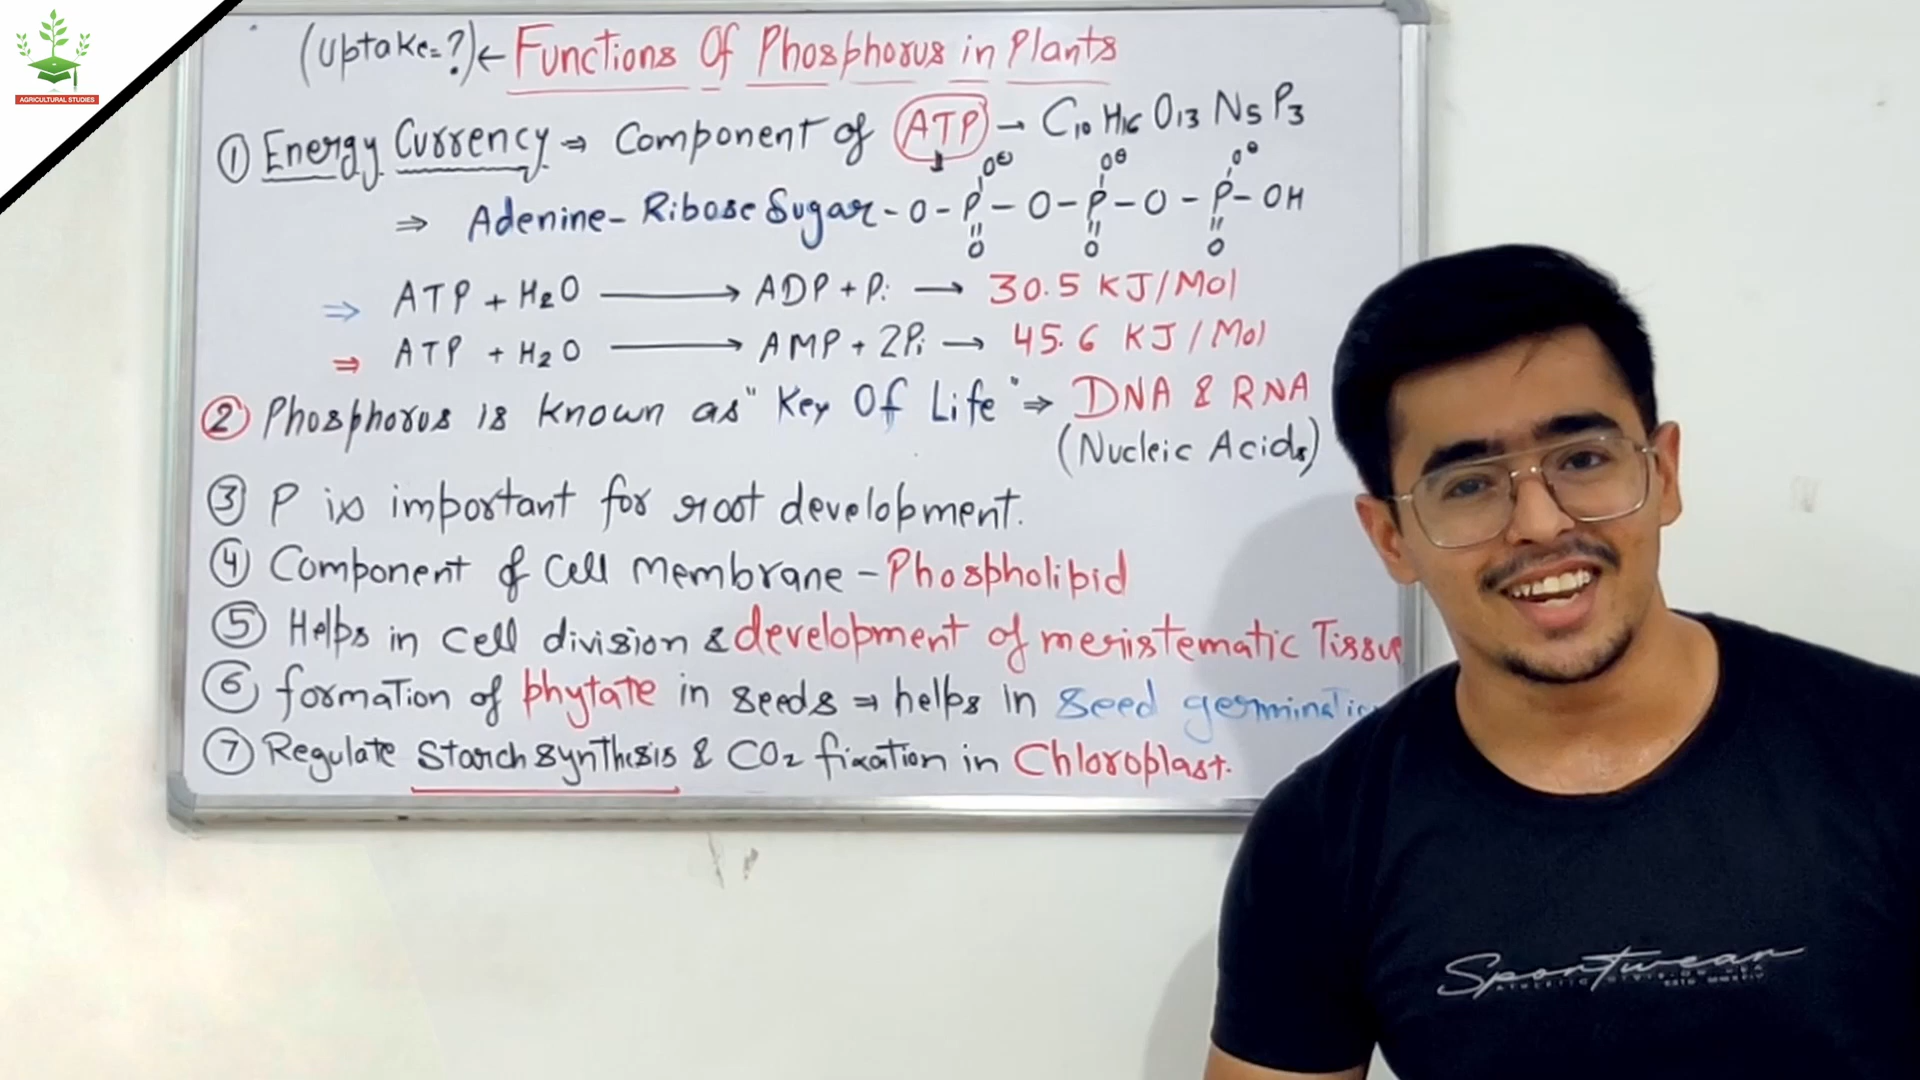 AGRICULTURAL STUDIES
(Uptake=?)← Functions Of Phosphorus in Plants
① Energy Currency ⇒ Component of ATP → C10 H16 O13 N5 P3
O⊖ O⊖ O⊖
⇒ Adenine - Ribose Sugar - O - P - O - P - O - P - OH
O O O
⇒ ATP + H2O → ADP + Pi → 30.5 KJ/Mol
⇒ ATP + H2O → AMP + 2Pi → 45.6 KJ/Mol
② Phosphorus is known as "Key Of Life" ⇒ DNA & RNA
(Nucleic Acids)
③ P is important for root development.
④ Component of Cell Membrane - Phospholipid
⑤ Helps in cell division & development of meristematic Tissue
⑥ formation of phytate in seeds ⇒ helps in seed germinatio
⑦ Regulate Starch synthesis & CO2 fixation in Chloroplast.
Sportwear